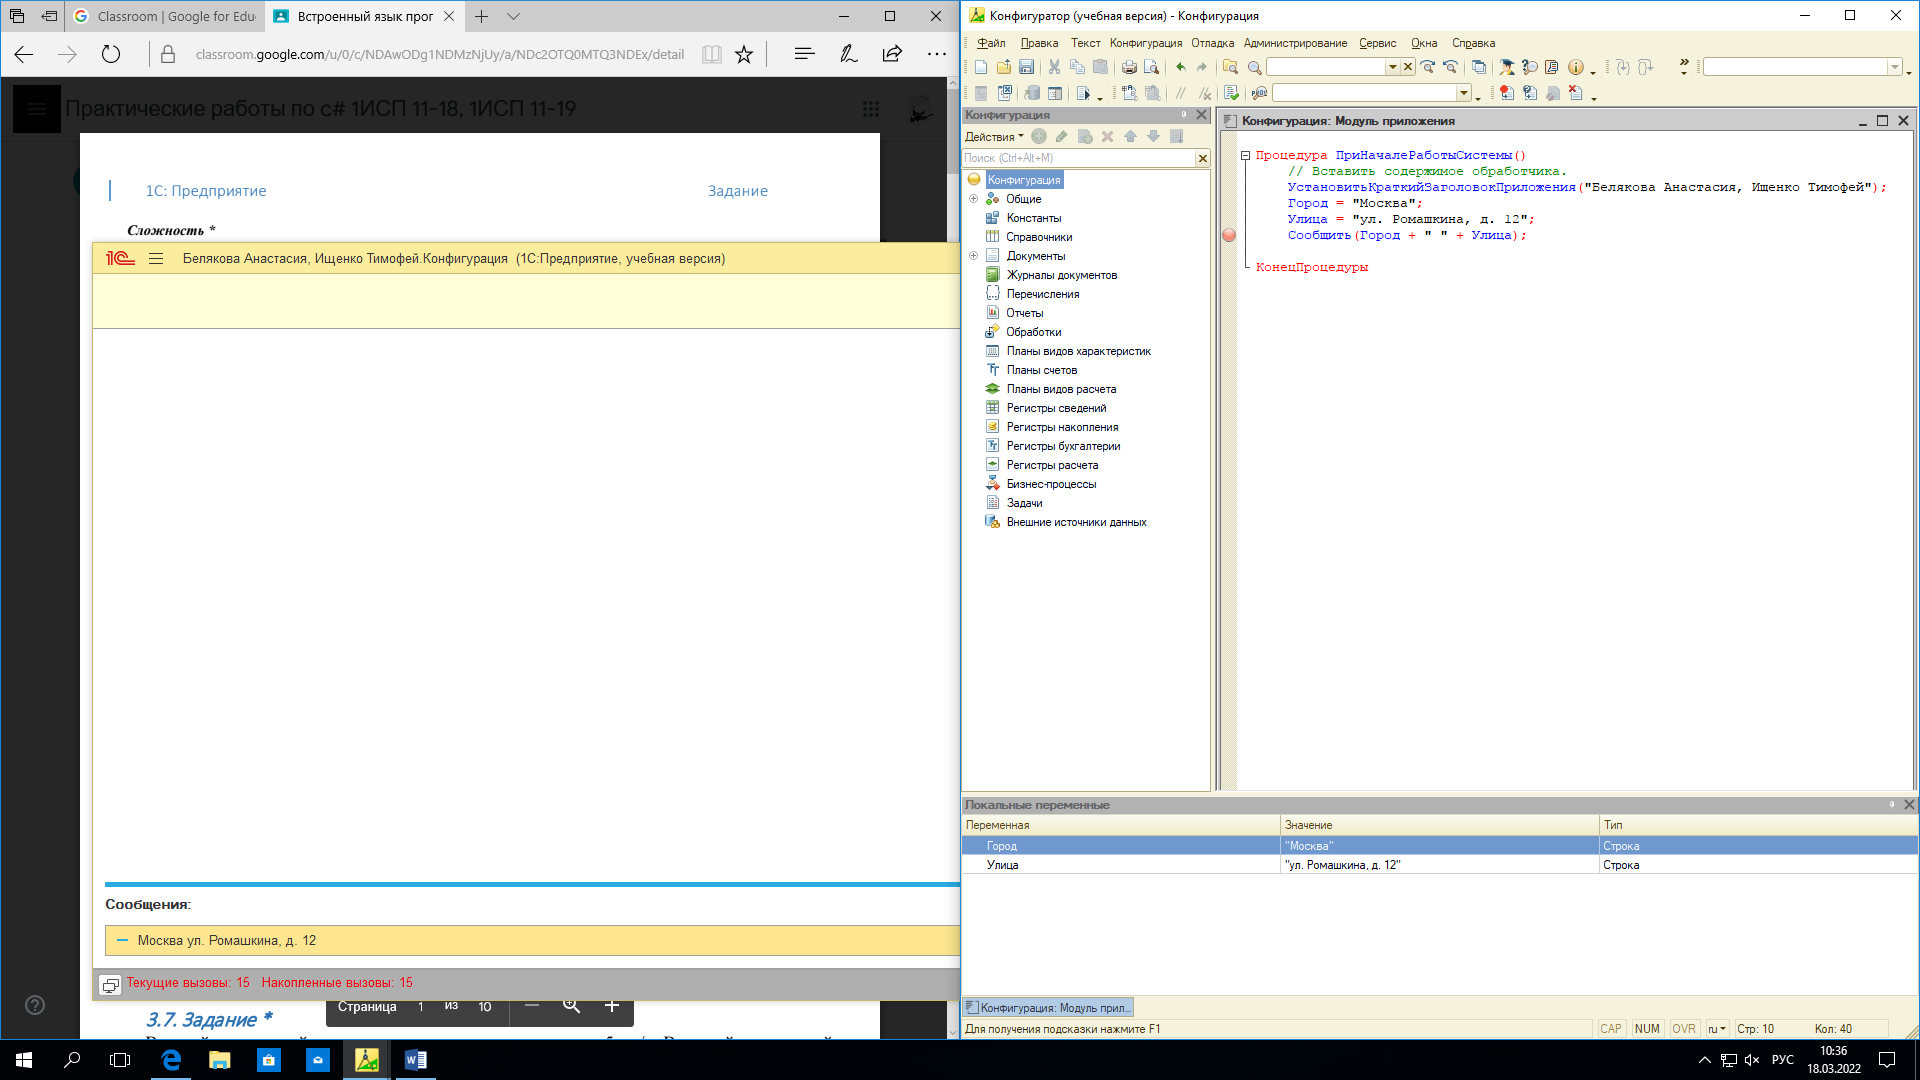 Classroom | Google for Edu
Встроенный язык прог
classroom.google.com/u/0/c/NDAwODg1NDMzNjUy/a/NDc2OTQ0MTQ3NDEx/detail
Практические работы по c# 1ИСП 11-18, 1ИСП 11-19
1С: Предприятие
Задание
Сложность *
Белякова Анастасия, Ищенко Тимофей.Конфигурация (1С:Предприятие, учебная версия)
Сообщения:
Москва ул. Ромашкина, д. 12
Текущие вызовы: 15 Накопленные вызовы: 15
Страница 1 из 10
3.7. Задание *
Конфигуратор (учебная версия) - Конфигурация
Файл Правка Текст Конфигурация Отладка Администрирование Сервис Окна Справка
Конфигурация
Действия
Поиск (Ctrl+Alt+M)
Конфигурация
Общие
Константы
Справочники
Документы
Журналы документов
Перечисления
Отчеты
Обработки
Планы видов характеристик
Планы счетов
Планы видов расчета
Регистры сведений
Регистры накопления
Регистры бухгалтерии
Регистры расчета
Бизнес-процессы
Задачи
Внешние источники данных
Конфигурация: Модуль приложения
Процедура ПриНачалеРаботыСистемы()
// Вставить содержимое обработчика.
УстановитьКраткийЗаголовокПриложения("Белякова Анастасия, Ищенко Тимофей");
Город = "Москва";
Улица = "ул. Ромашкина, д. 12";
Сообщить(Город + " " + Улица);
КонецПроцедуры
Локальные переменные
Переменная Значение Тип
Город "Москва" Строка
Улица "ул. Ромашкина, д. 12" Строка
Конфигурация: Модуль прил...
Для получения подсказки нажмите F1
CAP NUM OVR ru Стр: 10 Кол: 40
РУС
10:36
18.03.2022